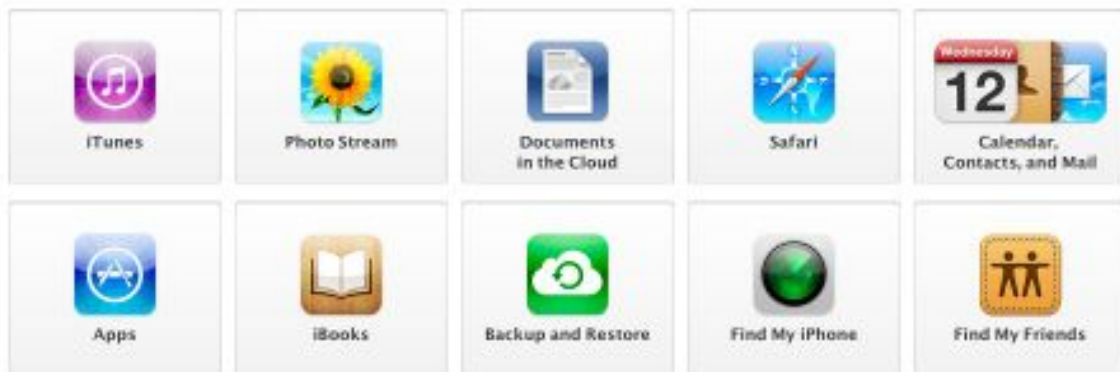 iTunes
Photo Stream
Documents
in the Cloud
Safari
Wednesday
12
Calendar,
Contacts, and Mail
Apps
iBooks
Backup and Restore
Find My iPhone
Find My Friends